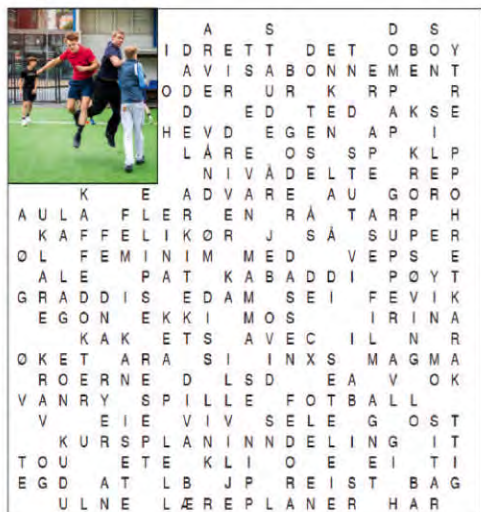 A S D S
IDRETT DET OBOY
AVISABONNEMENT
ODER UR K RP R
D ED TED AKSE
HEVD EGEN AP I
LÅRE OS SP KLP
NIVÅDELTE REP
K E ADVARE AU GORO
AULA FLER EN RÅ TARP H
KAFFELIKØR J SÅ SUPER
ØL FEMINIM MED VEPS E
ALE PAT KABADDI PØYT
GRADDIS EDAM SEI FEVIK
EGON EKKI MOS IRINA
KAK ETS AVEC IL N R
ØKET ARA SI INXS MAGMA
ROERNE D LSD EA V OK
VANRY SPILLE FOTBALL
V EIE VIV SELE G OST
KURSPLANINNDELING IT
TOU ETE KLI O E EI TI
EGD AT LB JP REIST BAG
ULNE LÆREPLANER HAR